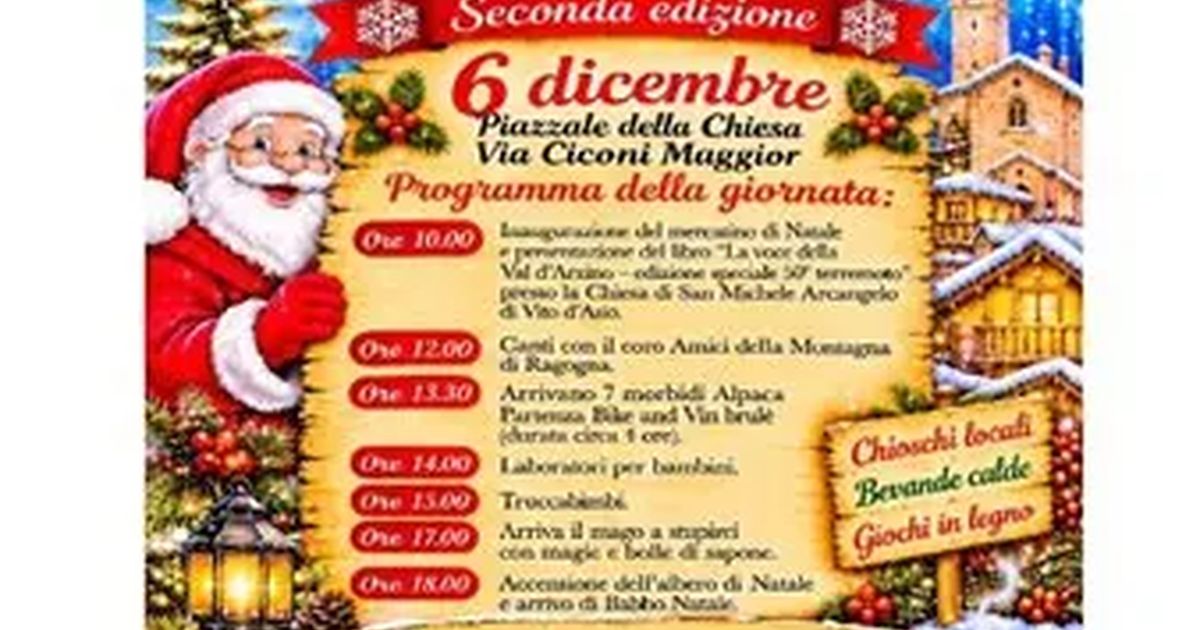 Seconda edizione
6 dicembre
Piazzale della Chiesa
Via Ciconi Maggior
Programma della giornata:
Ore 10.00
Inaugurazione del mercatino di Natale
e presentazione del libro "La voce della
Val d'Arzino – edizione speciale 50° terremoto"
presso la Chiesa di San Michele Arcangelo
di Vito d'Asio.
Ore 12.00
Canti con il coro Amici della Montagna
di Ragogna.
Ore 13.30
Arrivano 7 morbidi Alpaca
Partenza Bike and Vin brulè
(durata circa 4 ore).
Ore 14.00
Laboratori per bambini.
Ore 15.00
Truccabimbi.
Ore 17.00
Arriva il mago a stupirci
con magie e bolle di sapone.
Ore 18.00
Accensione dell'albero di Natale
e arrivo di Babbo Natale.
Chioschi locali
Bevande calde
Giochi in legno